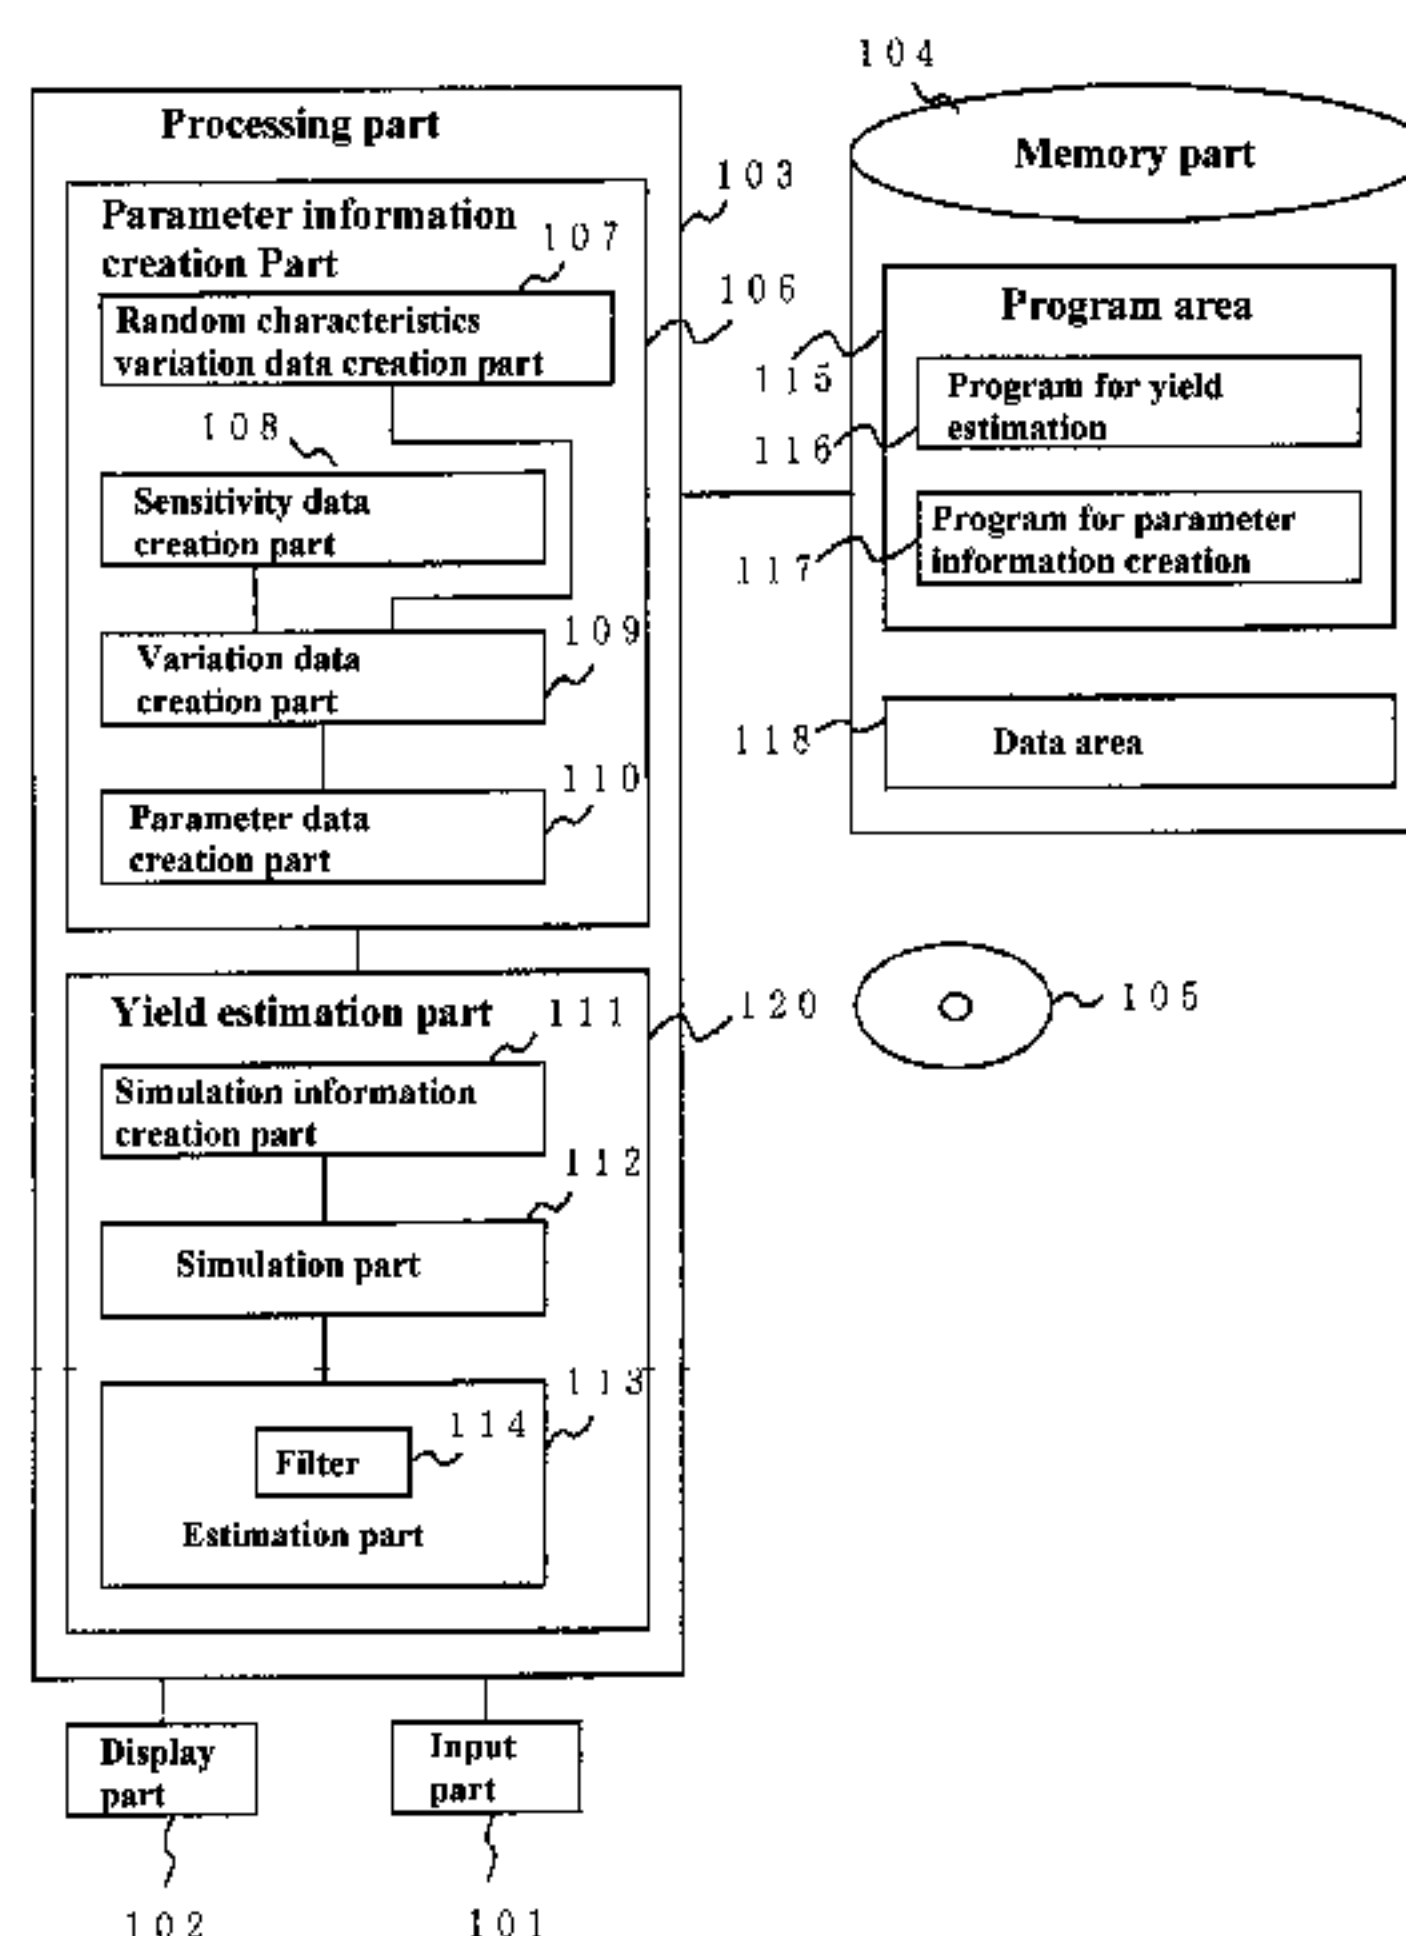 104
Processing part
Memory part
103
Parameter information
creation Part
107
106
Random characteristics
variation data creation part
Program area
115
Program for yield
estimation
116
108
Sensitivity data
creation part
Program for parameter
information creation
117
109
Variation data
creation part
118
Data area
110
Parameter data
creation part
Yield estimation part
111
120
105
Simulation information
creation part
112
Simulation part
113
114
Filter
Estimation part
Display
part
Input
part
102
101